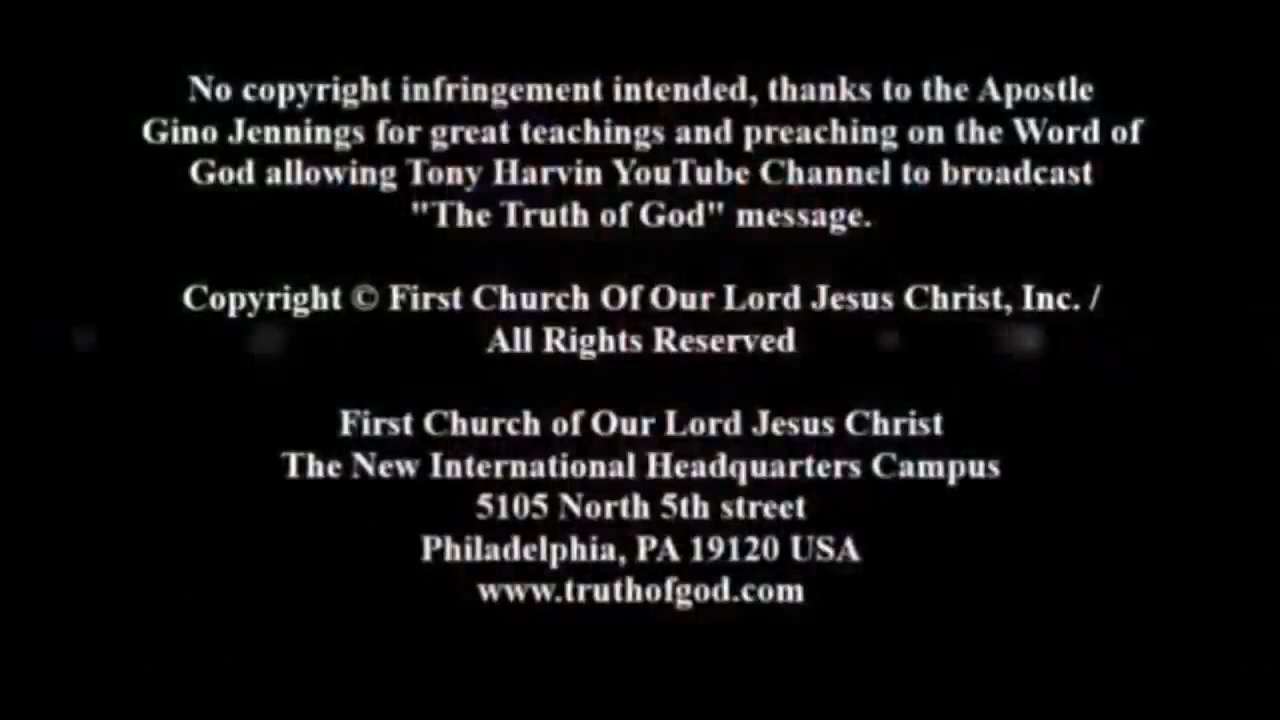 No copyright infringement intended, thanks to the Apostle
Gino Jennings for great teachings and preaching on the Word of
God allowing Tony Harvin YouTube Channel to broadcast
"The Truth of God" message.
Copyright © First Church Of Our Lord Jesus Christ, Inc. /
All Rights Reserved
First Church of Our Lord Jesus Christ
The New International Headquarters Campus
5105 North 5th street
Philadelphia, PA 19120 USA
www.truthofgod.com